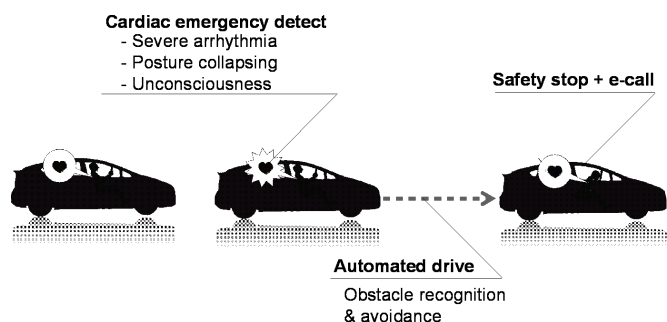 Cardiac emergency detect
- Severe arrhythmia
- Posture collapsing
- Unconsciousness
Safety stop + e-call
Automated drive
Obstacle recognition
& avoidance